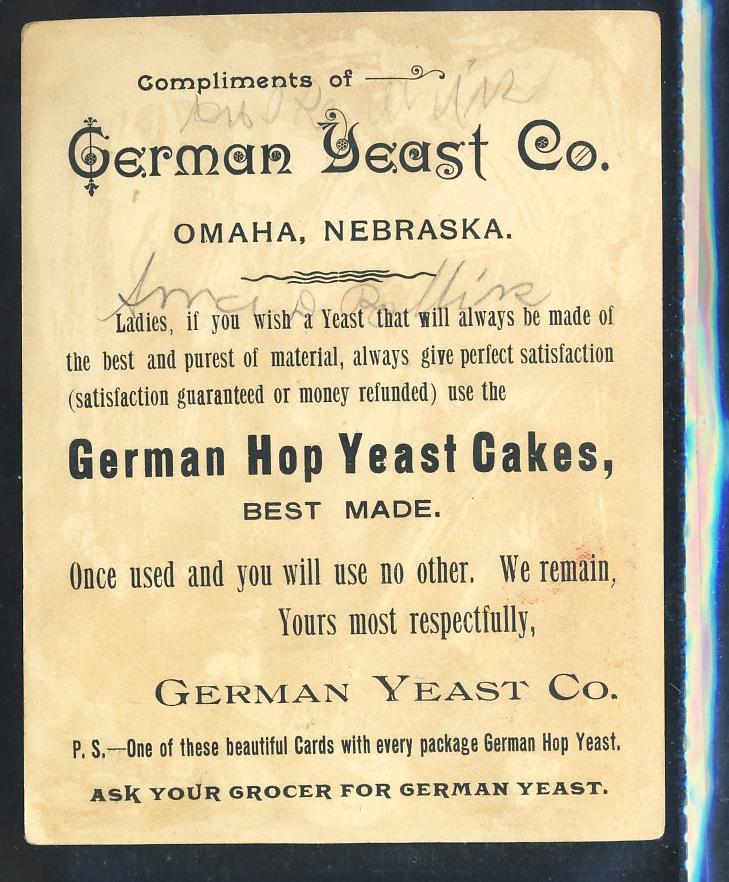 Compliments of
German Yeast Co.
OMAHA, NEBRASKA.
Ladies, if you wish a Yeast that will always be made of
the best and purest of material, always give perfect satisfaction
(satisfaction guaranteed or money refunded) use the
German Hop Yeast Cakes,
BEST MADE.
Once used and you will use no other. We remain,
Yours most respectfully,
GERMAN YEAST CO.
P. S.—One of these beautiful Cards with every package German Hop Yeast.
ASK YOUR GROCER FOR GERMAN YEAST.